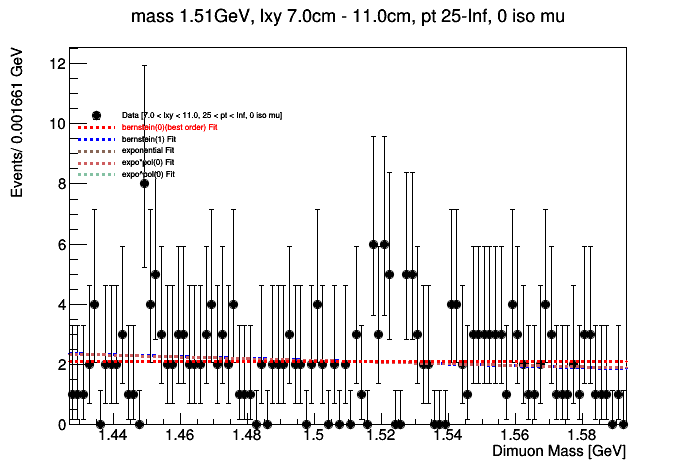 mass 1.51GeV, lxy 7.0cm - 11.0cm, pt 25-Inf, 0 iso mu
Events/ 0.001661 GeV
12
10
8
6
4
2
0
Data [7.0 < lxy < 11.0, 25 < pt < Inf, 0 iso mu]
bernstein(0)(best order) Fit
bernstein(1) Fit
exponential Fit
expo*pol(0) Fit
expo*pol(0) Fit
1.44 1.46 1.48 1.5 1.52 1.54 1.56 1.58
Dimuon Mass [GeV]